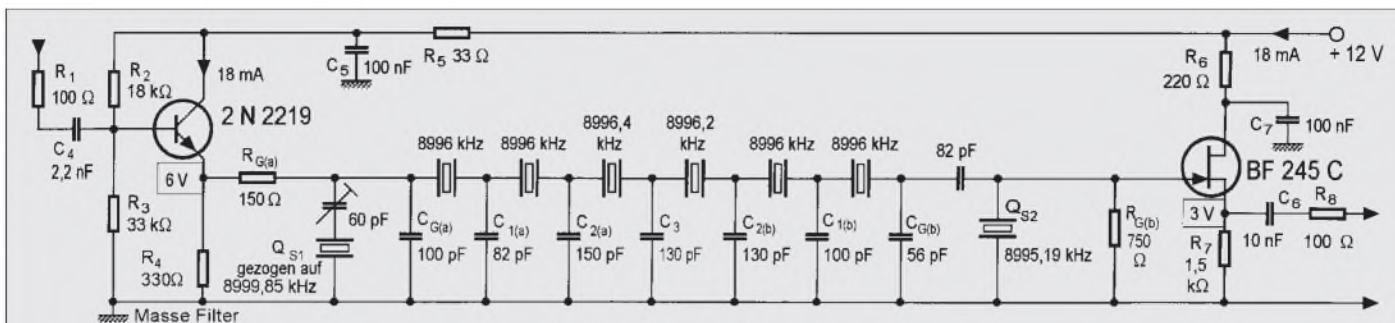 R1
100 Ω
C4
2,2 nF
R2
18 kΩ
R3
33 kΩ
18 mA
2 N 2219
6 V
R4
330Ω
Masse Filter
RG(a)
150 Ω
C5
100 nF
R5 33 Ω
60 pF
QS1
gezogen auf
8999,85 kHz
CG(a)
100 pF
8996 kHz
C1(a)
82 pF
8996 kHz
C2(a)
150 pF
8996,4
kHz
C3
130 pF
8996,2
kHz
C2(b)
130 pF
8996 kHz
C1(b)
100 pF
8996 kHz
CG(b)
56 pF
82 pF
QS2
8995,19 kHz
RG(b)
750
Ω
R6
220 Ω
18 mA
+ 12 V
C7
100 nF
BF 245 C
3 V
C6
10 nF
R8
100 Ω
R7
1,5
kΩ